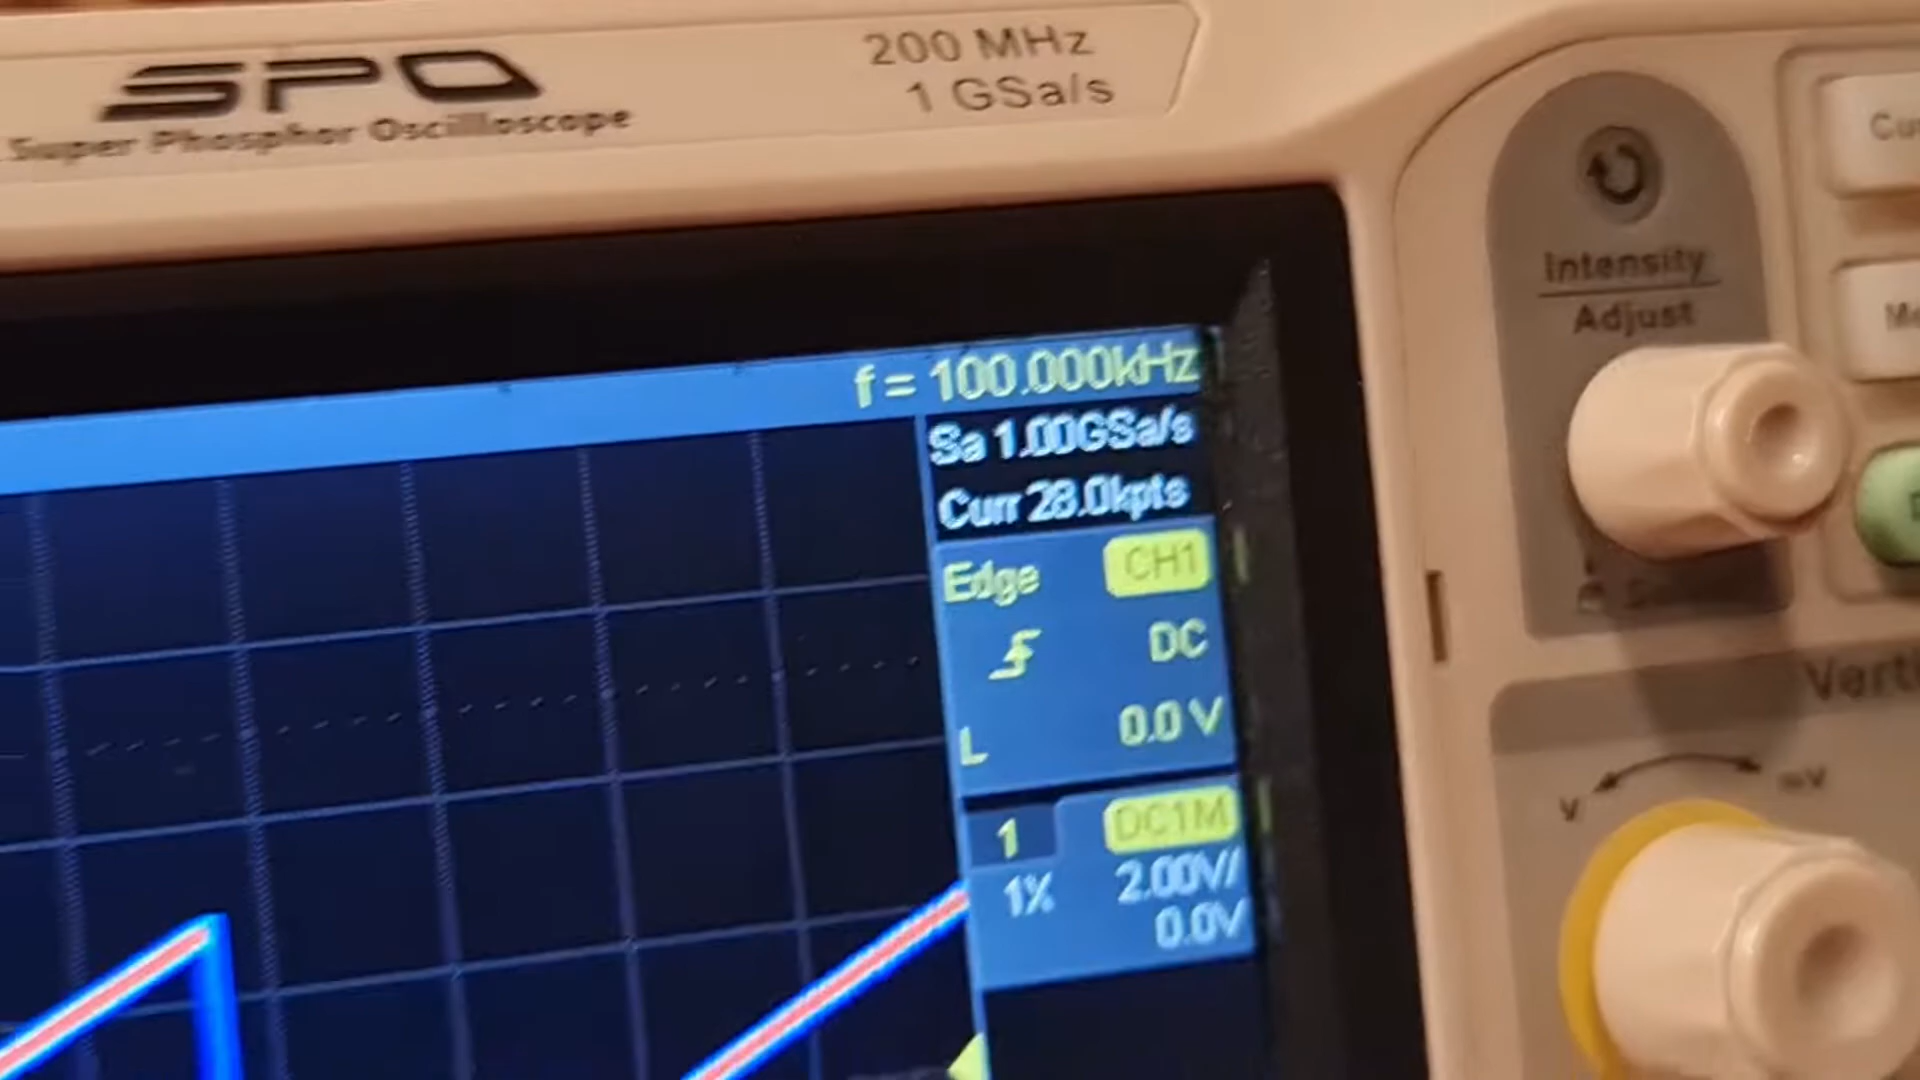 SPO
Super Phosphor Oscilloscope
200 MHz
1 GSa/s
Intensity
Adjust
f = 100.000kHz
Sa 1.00GSa/s
Curr 28.0kpts
Edge CH1
DC
L 0.0 V
1 DC1M
1X 2.00V/
0.0V
V mV